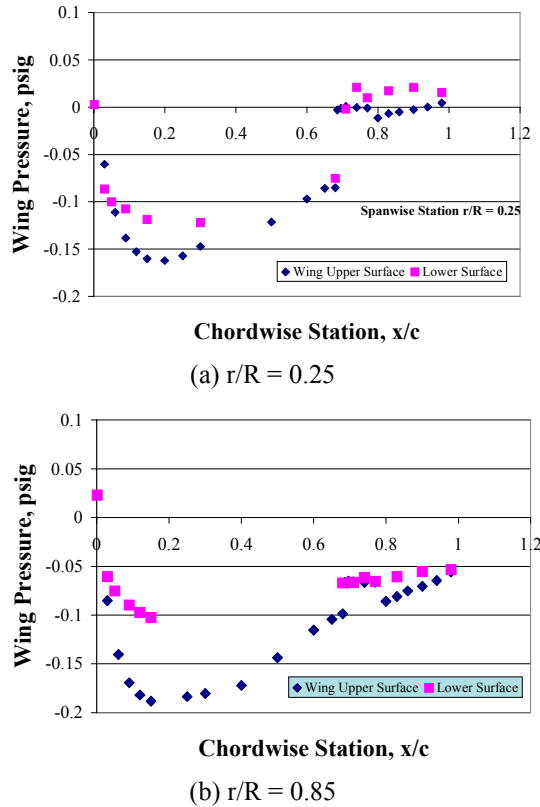 0.1
0.05
0
-0.05
-0.1
-0.15
-0.2
0 0.2 0.4 0.6 0.8 1 1.2
Wing Pressure, psig
Spanwise Station r/R = 0.25
Wing Upper Surface Lower Surface
Chordwise Station, x/c
(a) r/R = 0.25
0.1
0.05
0
-0.05
-0.1
-0.15
-0.2
0 0.2 0.4 0.6 0.8 1 1.2
Wing Pressure, psig
Wing Upper Surface Lower Surface
Chordwise Station, x/c
(b) r/R = 0.85